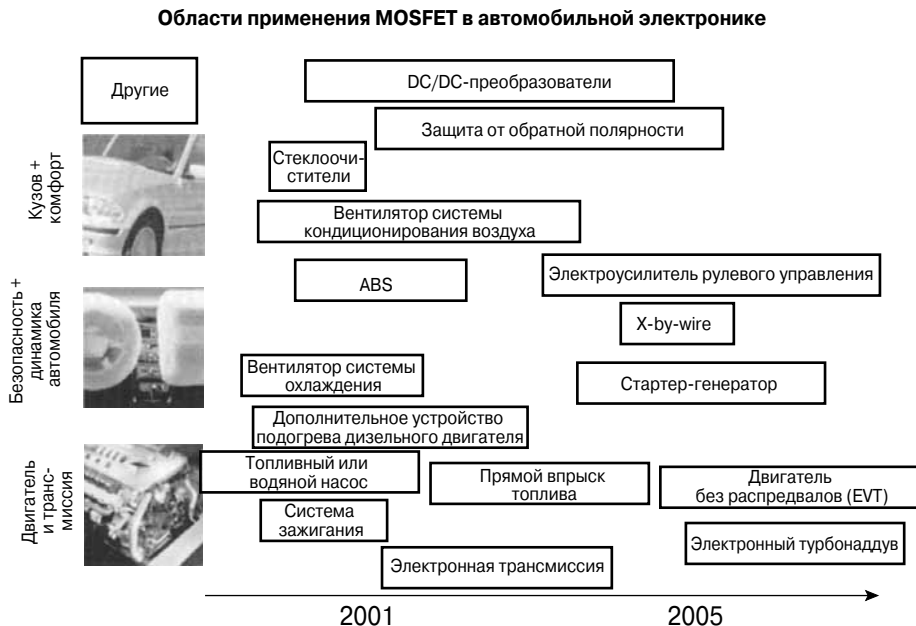 Области применения MOSFET в автомобильной электронике
Другие
DC/DC-преобразователи
Защита от обратной полярности
Кузов +
комфорт
Стеклоочи-
стители
Вентилятор системы
кондиционирования воздуха
Безопасность +
динамика
автомобиля
ABS
Электроусилитель рулевого управления
X-by-wire
Вентилятор системы
охлаждения
Стартер-генератор
Дополнительное устройство
подогрева дизельного двигателя
Двигатель
и транс-
миссия
Топливный или
водяной насос
Прямой впрыск
топлива
Двигатель
без распредвалов (EVT)
Система
зажигания
Электронный турбонаддув
Электронная трансмиссия
2001
2005